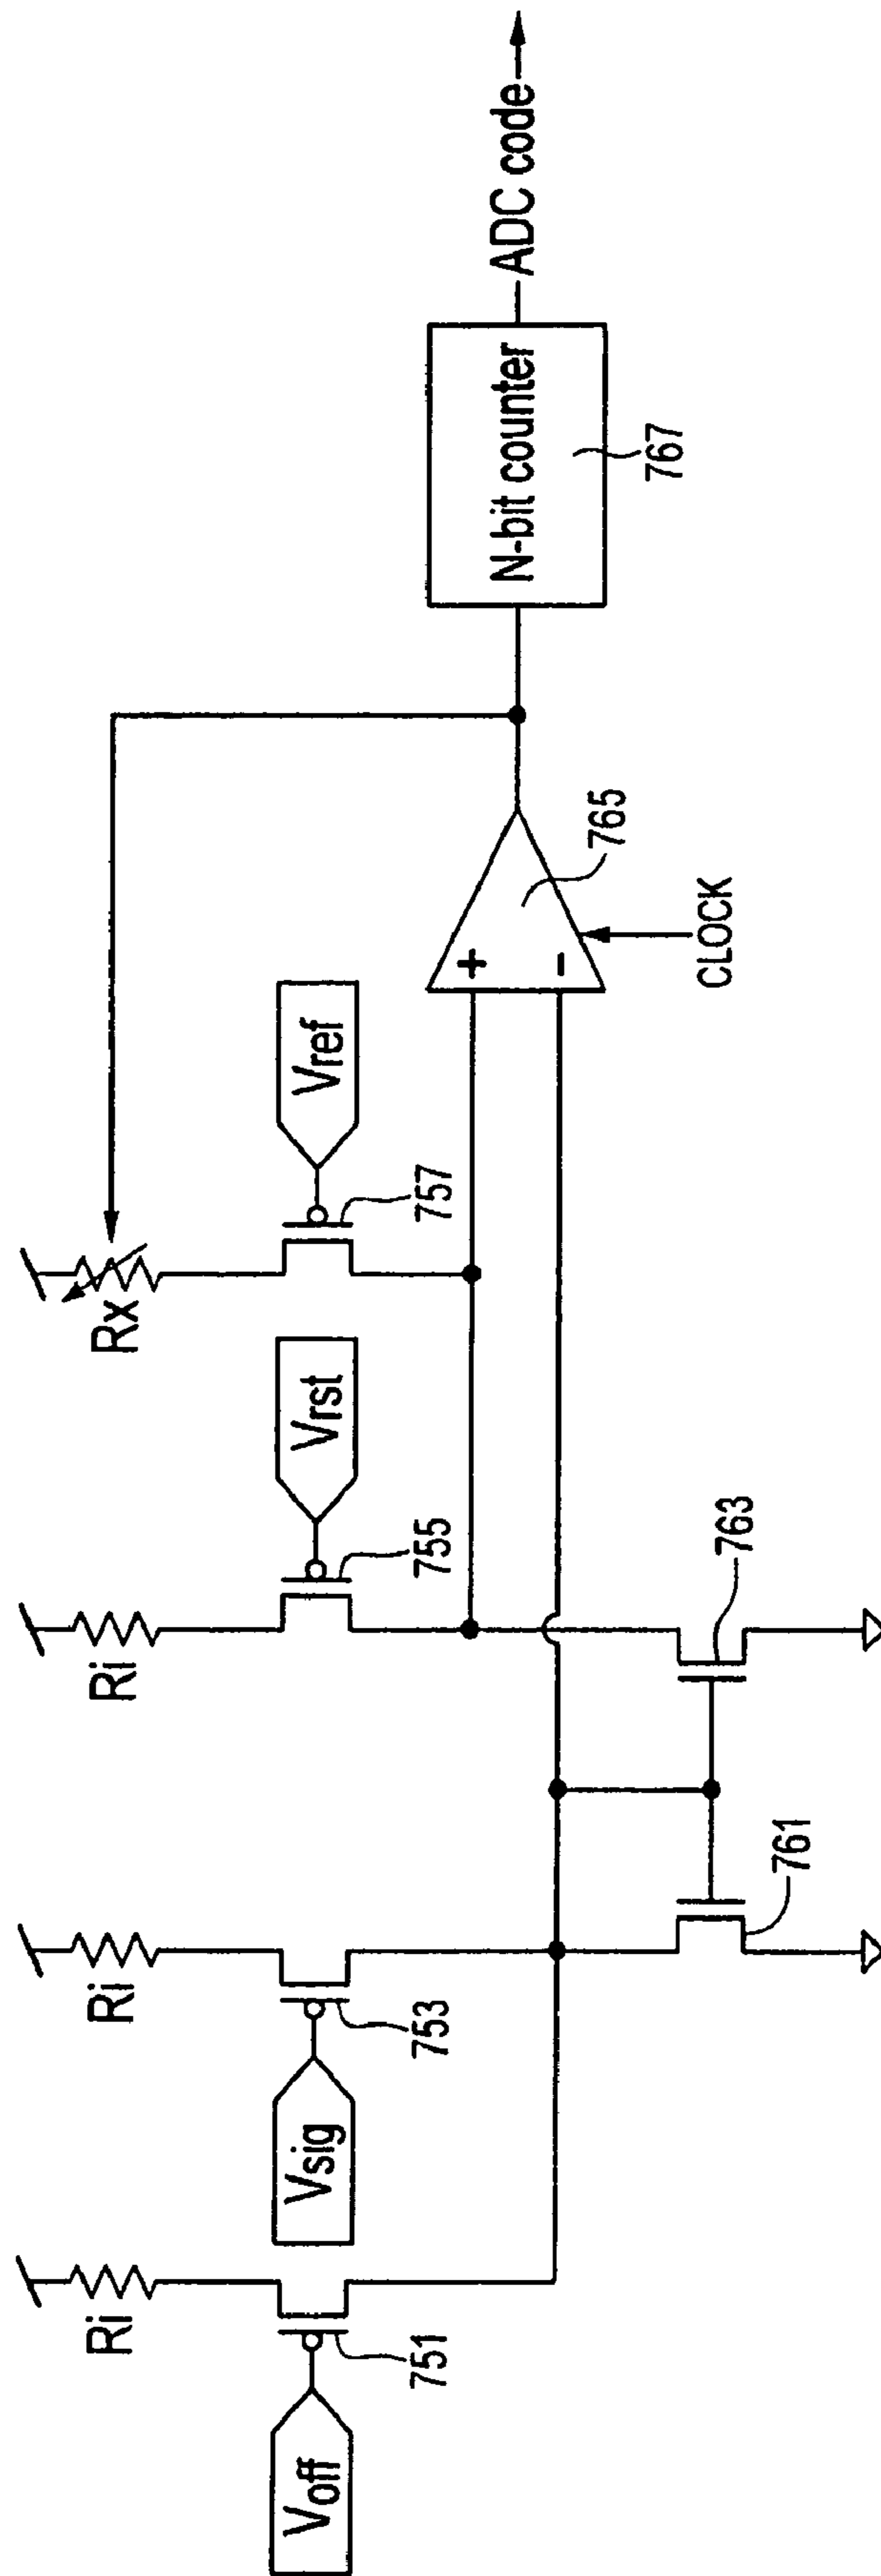 Ri
Ri
Ri
Rx
Voff
Vsig
Vrst
Vref
751
753
755
757
761
763
+
-
765
CLOCK
N-bit counter
767
ADC code